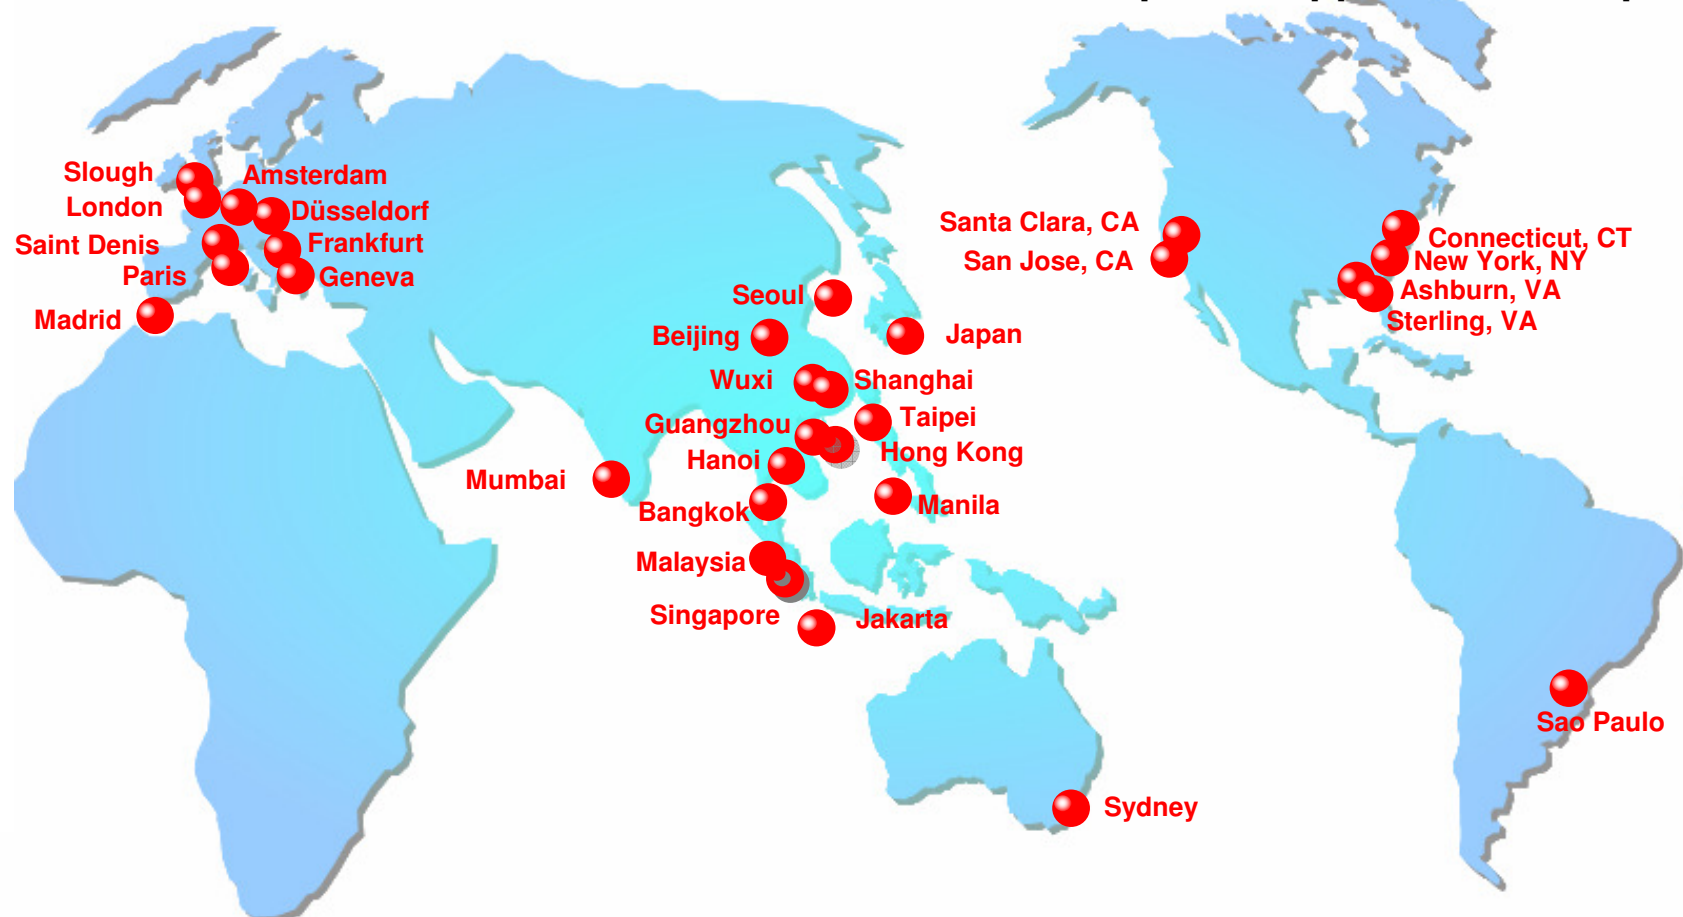 Slough
Amsterdam
London
Düsseldorf
Saint Denis
Frankfurt
Paris
Geneva
Madrid
Seoul
Beijing
Japan
Wuxi
Shanghai
Guangzhou
Taipei
Hanoi
Hong Kong
Mumbai
Bangkok
Manila
Malaysia
Singapore
Jakarta
Sydney
Santa Clara, CA
San Jose, CA
Connecticut, CT
New York, NY
Ashburn, VA
Sterling, VA
Sao Paulo